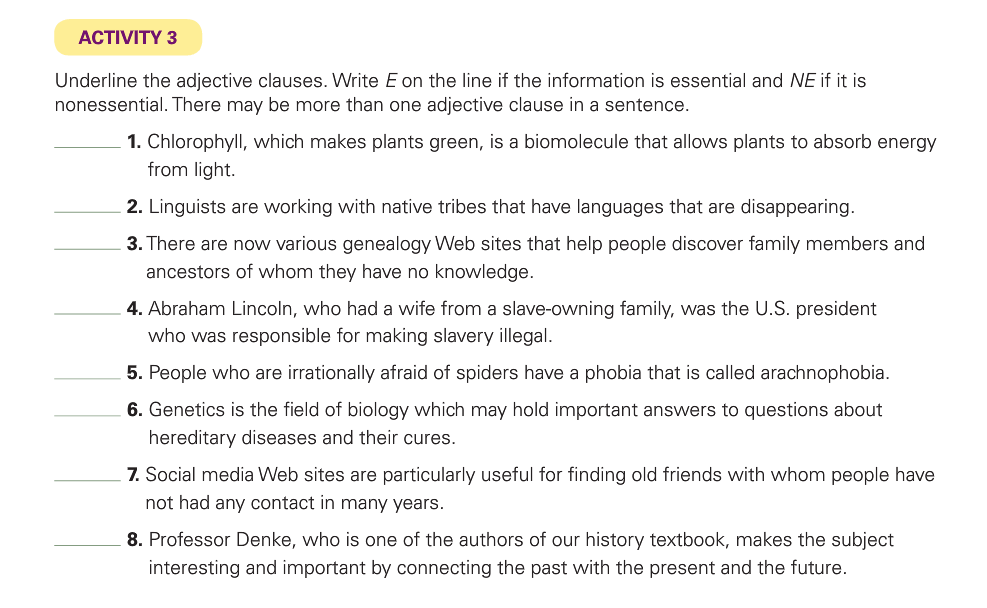 ACTIVITY 3
Underline the adjective clauses. Write E on the line if the information is essential and NE if it is
nonessential. There may be more than one adjective clause in a sentence.
______ 1. Chlorophyll, which makes plants green, is a biomolecule that allows plants to absorb energy
from light.
______ 2. Linguists are working with native tribes that have languages that are disappearing.
______ 3. There are now various genealogy Web sites that help people discover family members and
ancestors of whom they have no knowledge.
______ 4. Abraham Lincoln, who had a wife from a slave-owning family, was the U.S. president
who was responsible for making slavery illegal.
______ 5. People who are irrationally afraid of spiders have a phobia that is called arachnophobia.
______ 6. Genetics is the field of biology which may hold important answers to questions about
hereditary diseases and their cures.
______ 7. Social media Web sites are particularly useful for finding old friends with whom people have
not had any contact in many years.
______ 8. Professor Denke, who is one of the authors of our history textbook, makes the subject
interesting and important by connecting the past with the present and the future.